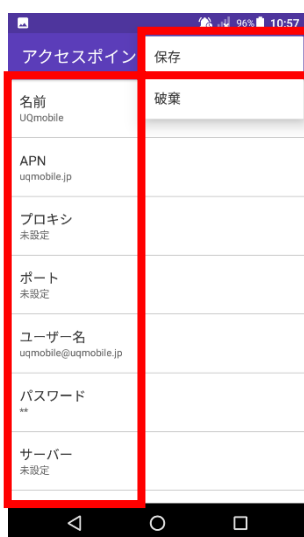 96% 10:57
アクセスポイン
保存
破棄
名前
UQmobile
APN
uqmobile.jp
プロキシ
未設定
ポート
未設定
ユーザー名
uqmobile@uqmobile.jp
パスワード
**
サーバー
未設定